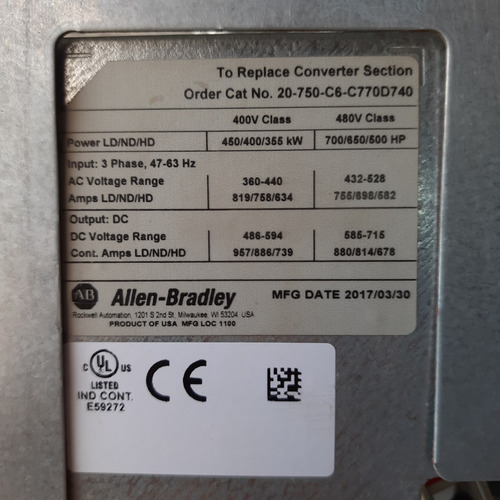 To Replace Converter Section
Order Cat No. 20-750-C6-C770D740
400V Class 480V Class
Power LD/ND/HD 450/400/355 kW 700/650/500 HP
Input: 3 Phase, 47-63 Hz
AC Voltage Range 360-440 432-528
Amps LD/ND/HD 819/758/634 756/698/582
Output: DC
DC Voltage Range 486-594 585-715
Cont. Amps LD/ND/HD 957/886/739 880/814/678
AB Allen-Bradley MFG DATE 2017/03/30
Rockwell Automation, 1201 S 2nd St, Milwaukee, WI 53204 USA
PRODUCT OF USA MFG LOC 1100
C UL US CE
LISTED
IND CONT.
E59272